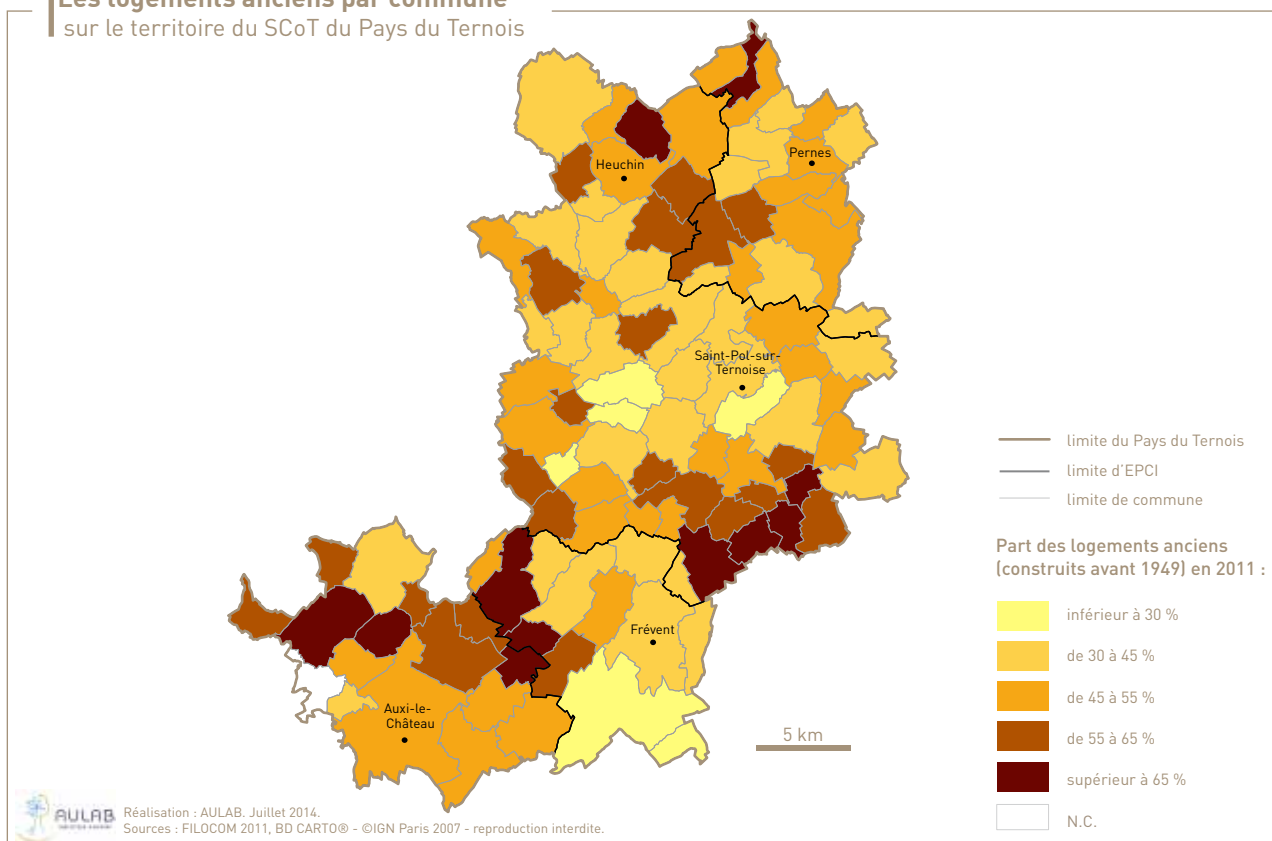 Les logements anciens par commune
sur le territoire du SCoT du Pays du Ternois
Heuchin
Pernes
Saint-Pol-sur-
Ternoise
limite du Pays du Ternois
limite d'EPCI
limite de commune
Part des logements anciens
(construits avant 1949) en 2011 :
inférieur à 30 %
de 30 à 45 %
de 45 à 55 %
de 55 à 65 %
supérieur à 65 %
N.C.
Frévent
Auxi-le-
Château
5 km
AULAB
Réalisation : AULAB. Juillet 2014.
Sources : FILOCOM 2011, BD CARTO® - ©IGN Paris 2007 - reproduction interdite.